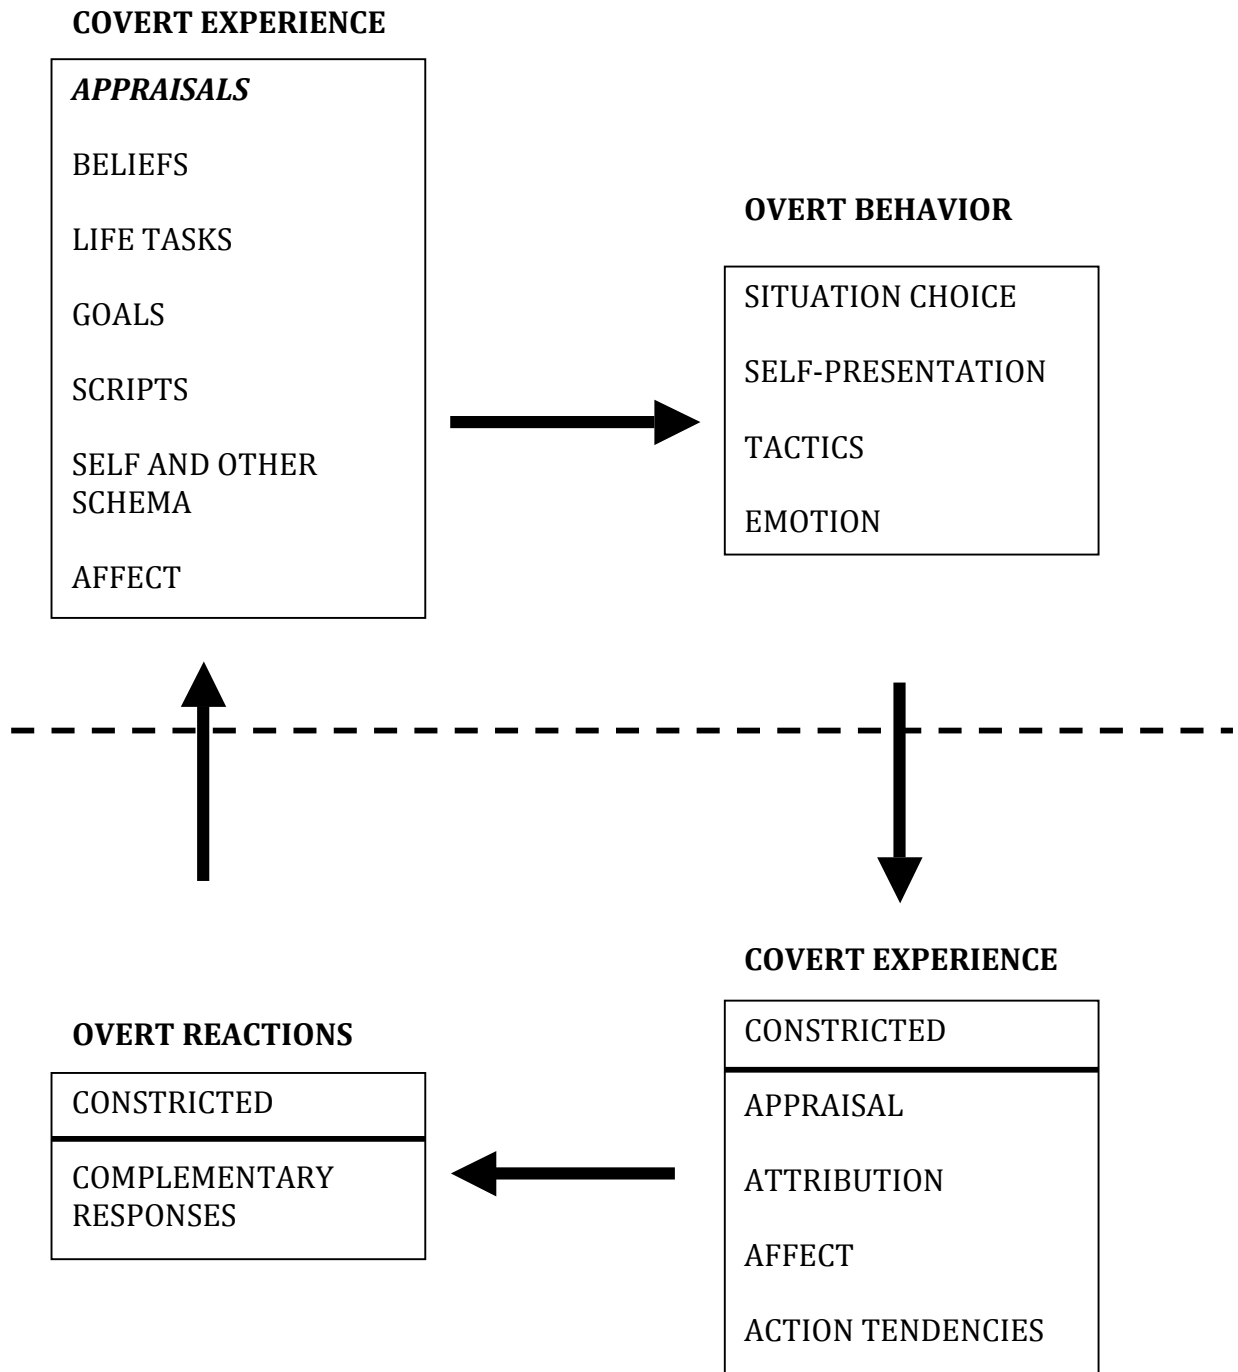 COVERT EXPERIENCE
APPRAISALS
BELIEFS
LIFE TASKS
GOALS
SCRIPTS
SELF AND OTHER
SCHEMA
AFFECT
OVERT BEHAVIOR
SITUATION CHOICE
SELF-PRESENTATION
TACTICS
EMOTION
COVERT EXPERIENCE
CONSTRICTED
APPRAISAL
ATTRIBUTION
AFFECT
ACTION TENDENCIES
OVERT REACTIONS
CONSTRICTED
COMPLEMENTARY
RESPONSES